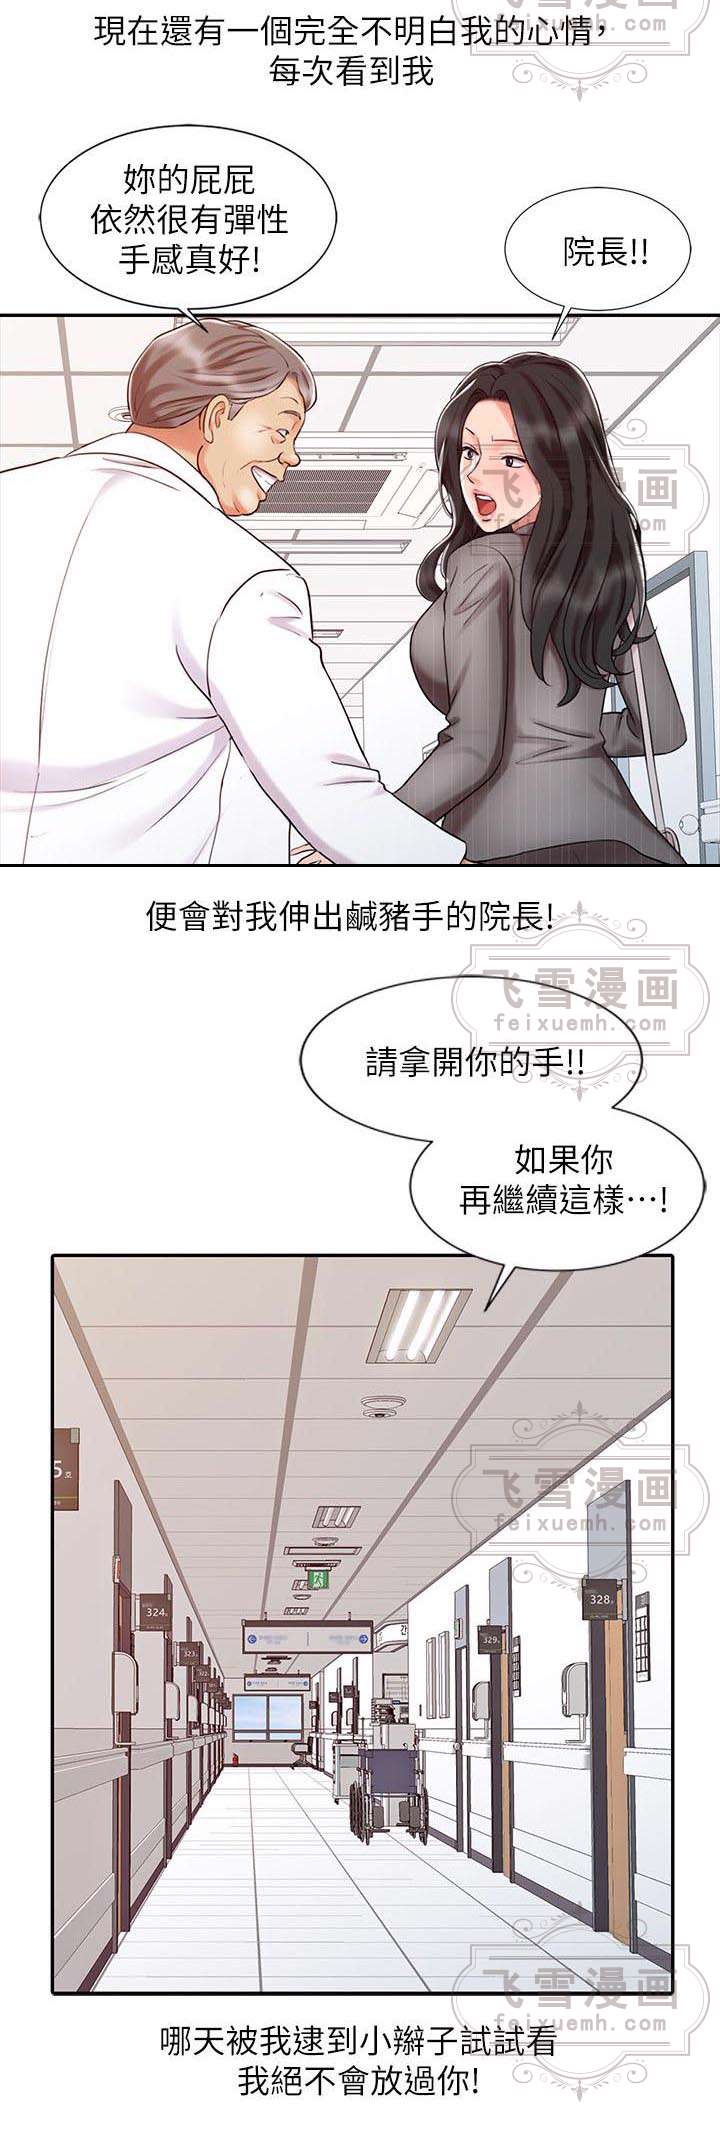 現在還有一個完全不明白我的心情，
每次看到我
妳的屁屁
依然很有彈性
手感真好！
院長!!
飞雪漫画
feixuemh.com
便會對我伸出鹹豬手的院長！
飞雪漫画
feixuemh.com
請拿開你的手!!
如果你
再繼續這樣…!
5호
飞雪漫画
feixuemh.com
324
328
323
329
322
간
飞雪漫画
feixuemh.com
哪天被我逮到小辮子試試看
我絕不會放過你！